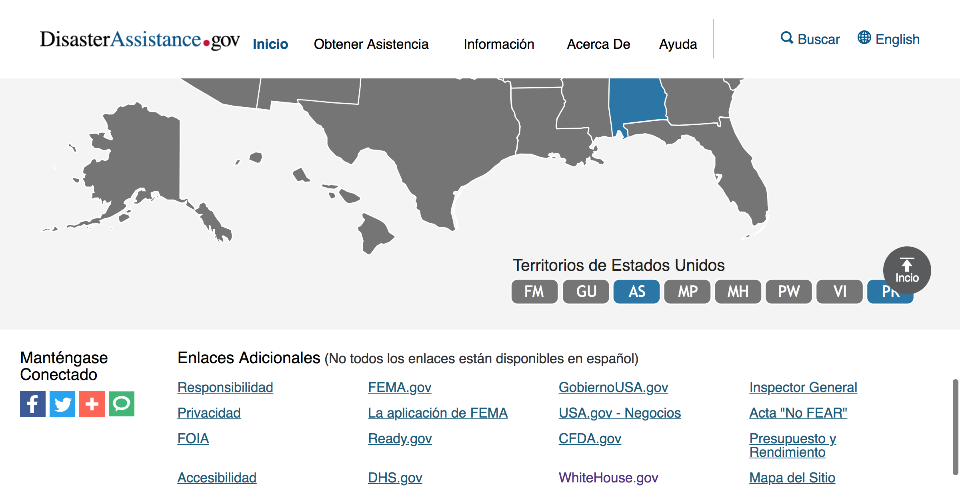 DisasterAssistance.gov
Inicio Obtener Asistencia Información Acerca De Ayuda Buscar English
Territorios de Estados Unidos
FM GU AS MP MH PW VI PR
Incio
Manténgase
Conectado
Enlaces Adicionales (No todos los enlaces están disponibles en español)
Responsibilidad FEMA.gov GobiernoUSA.gov Inspector General
Privacidad La aplicación de FEMA USA.gov - Negocios Acta "No FEAR"
FOIA Ready.gov CFDA.gov Presupuesto y
Rendimiento
Accesibilidad DHS.gov WhiteHouse.gov Mapa del Sitio